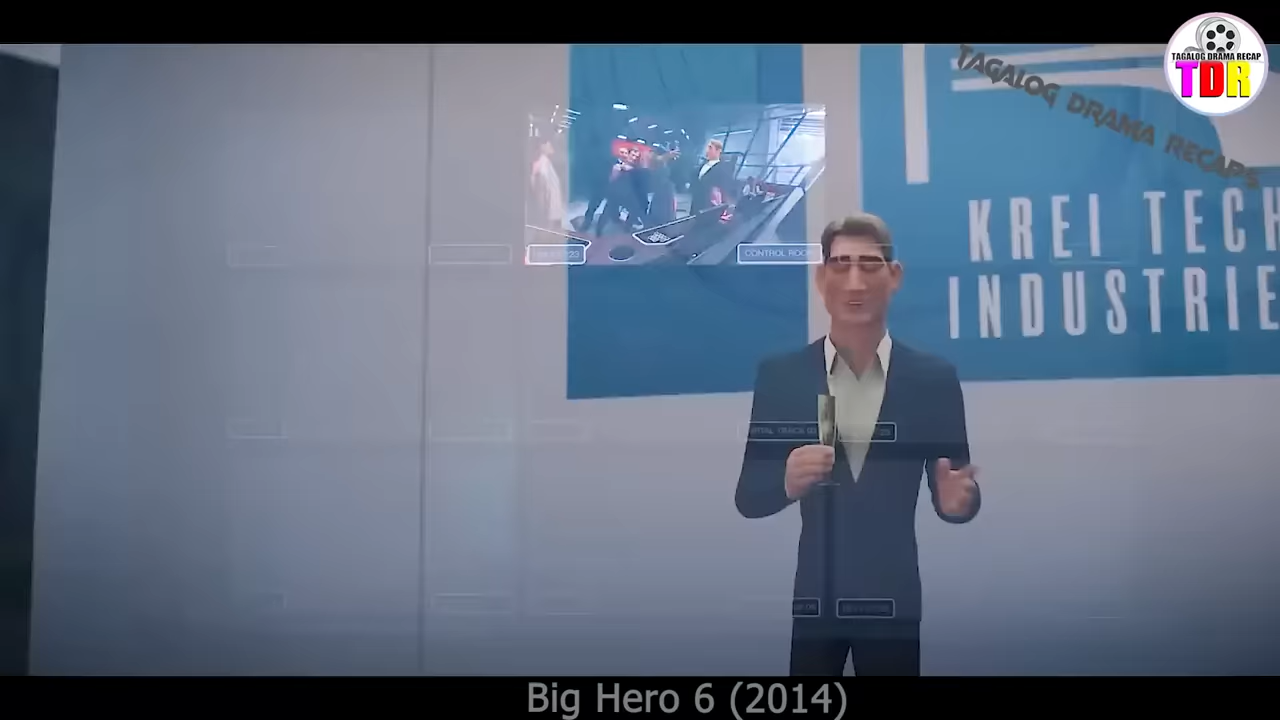 TAGALOG DRAMA RECAP
TDR
TAGALOG DRAMA RECAPS
KREI TECH
INDUSTRIE
CONTROL ROOM
Big Hero 6 (2014)